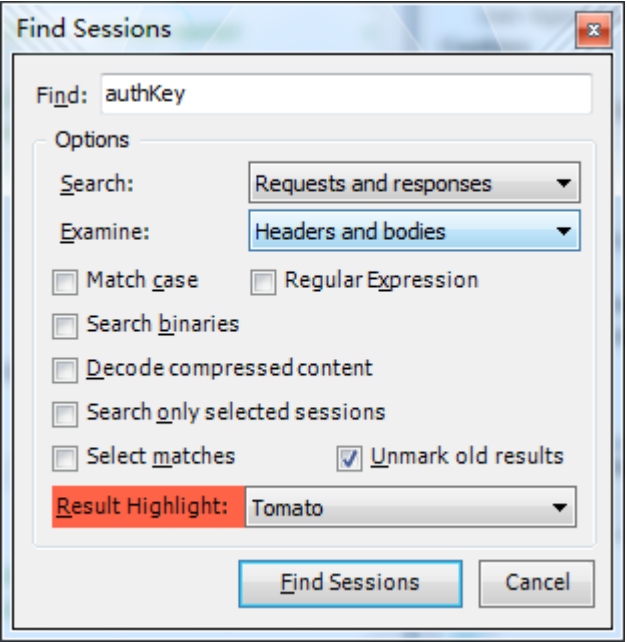 Find Sessions
Find: authKey
Options
Search: Requests and responses
Examine: Headers and bodies
Match case Regular Expression
Search binaries
Decode compressed content
Search only selected sessions
Select matches Unmark old results
Result Highlight: Tomato
Find Sessions Cancel